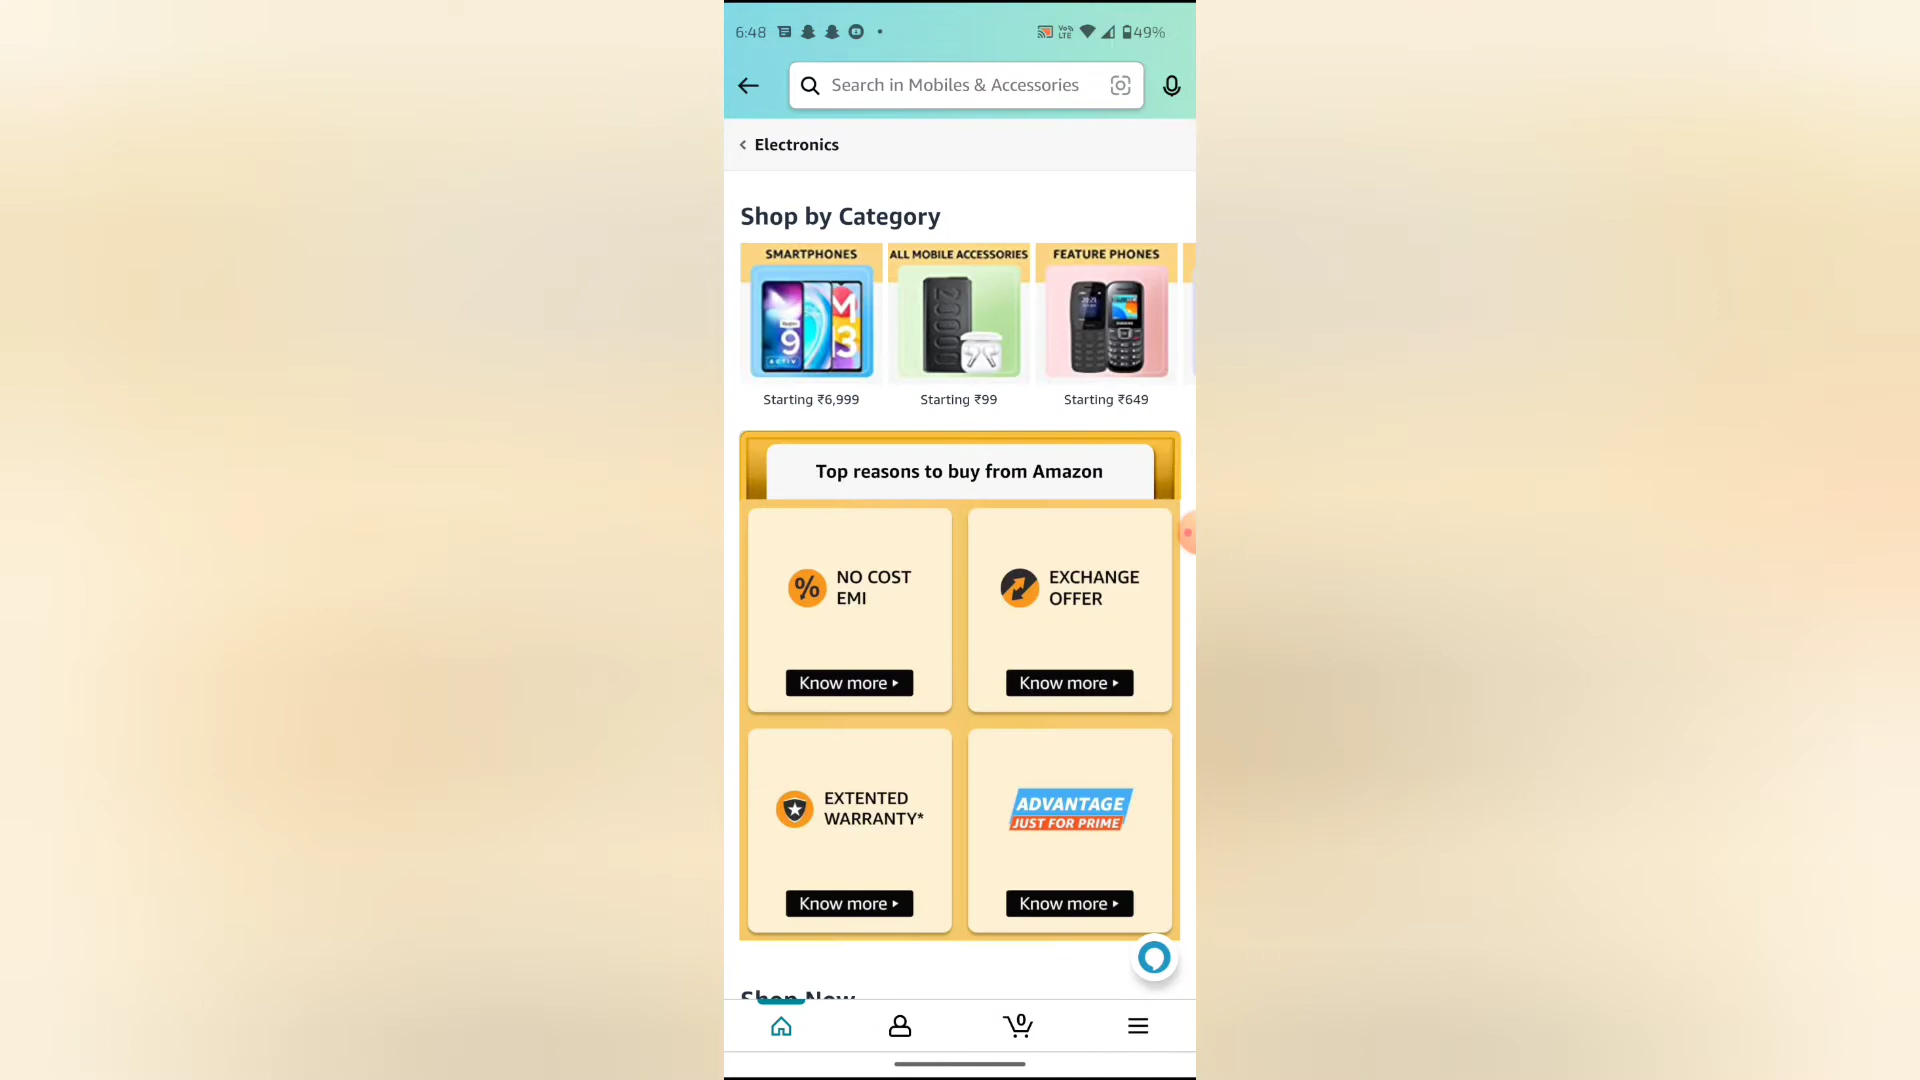 6:48
Vo))
LTE
49%
Search in Mobiles & Accessories
Electronics
Shop by Category
SMARTPHONES
ALL MOBILE ACCESSORIES
FEATURE PHONES
Starting ₹6,999
Starting ₹99
Starting ₹649
Top reasons to buy from Amazon
NO COST
EMI
EXCHANGE
OFFER
Know more
Know more
EXTENTED
WARRANTY*
ADVANTAGE
JUST FOR PRIME
Know more
Know more
Shop Now
0